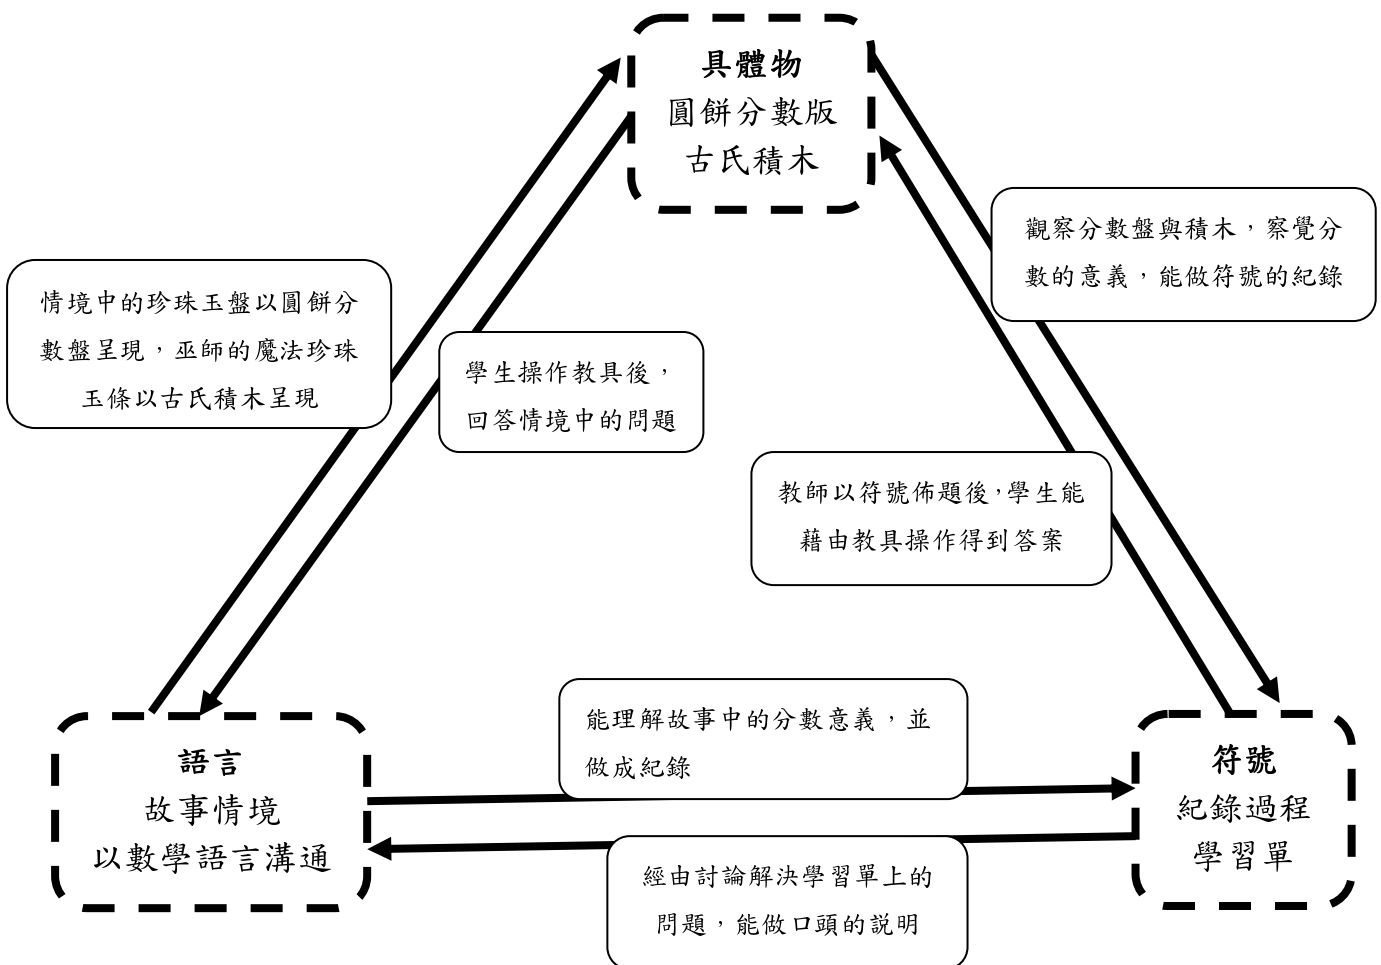 具體物
圓餅分數版
古氏積木
觀察分數盤與積木，察覺分
數的意義，能做符號的紀錄
情境中的珍珠玉盤以圓餅分
數盤呈現，巫師的魔法珍珠
玉條以古氏積木呈現
學生操作教具後，
回答情境中的問題
教師以符號佈題後，學生能
藉由教具操作得到答案
能理解故事中的分數意義，並
做成紀錄
語言
故事情境
以數學語言溝通
符號
紀錄過程
學習單
經由討論解決學習單上的
問題，能做口頭的說明